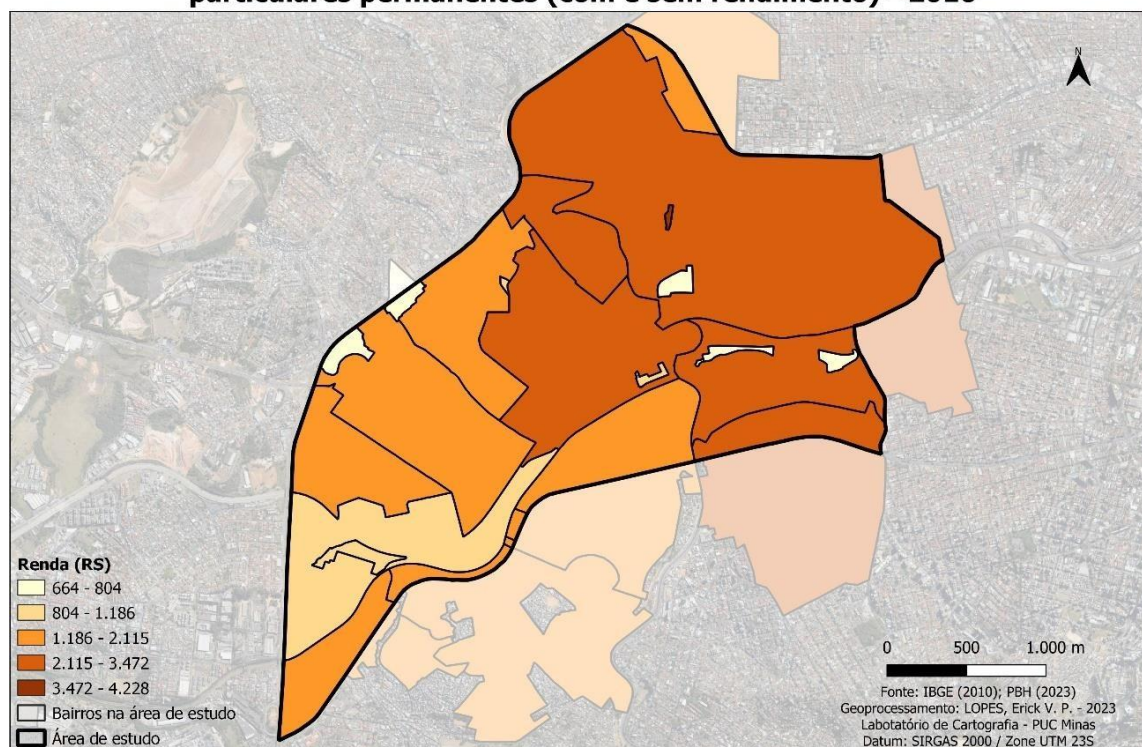 particulares permanentes (com e sem rendimento) - 2010
N
Renda (RS)
664 - 804
804 - 1.186
1.186 - 2.115
2.115 - 3.472
3.472 - 4.228
Bairros na área de estudo
Área de estudo
0 500 1.000 m
Fonte: IBGE (2010); PBH (2023)
Geoprocessamento: LOPES, Erick V. P. - 2023
Labotatório de Cartografia - PUC Minas
Datum: SIRGAS 2000 / Zone UTM 23S